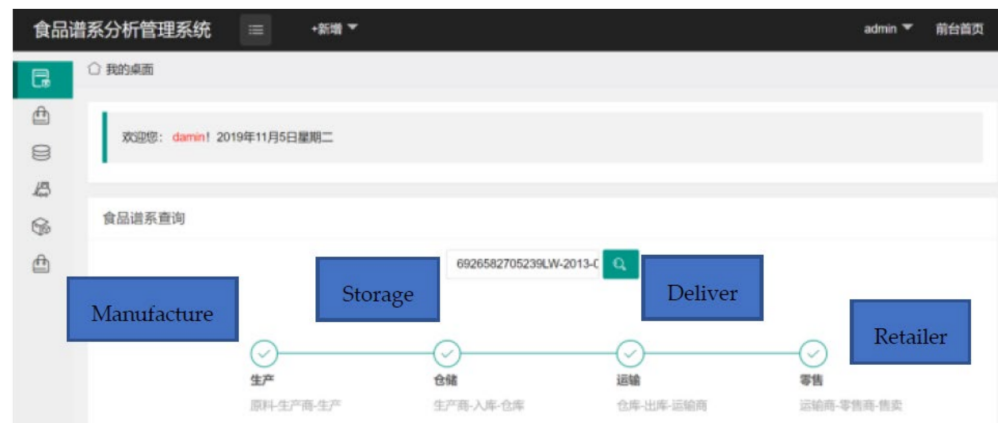 食品谱系分析管理系统 +新增 admin 前台首页
我的桌面
欢迎您： damin！2019年11月5日星期二
食品谱系查询
6926582705239LW-2013-0
Manufacture
Storage
Deliver
Retailer
生产 仓储 运输 零售
原料-生产商-生产 生产商-入库-仓库 仓库-出库-运输商 运输商-零售商-售卖